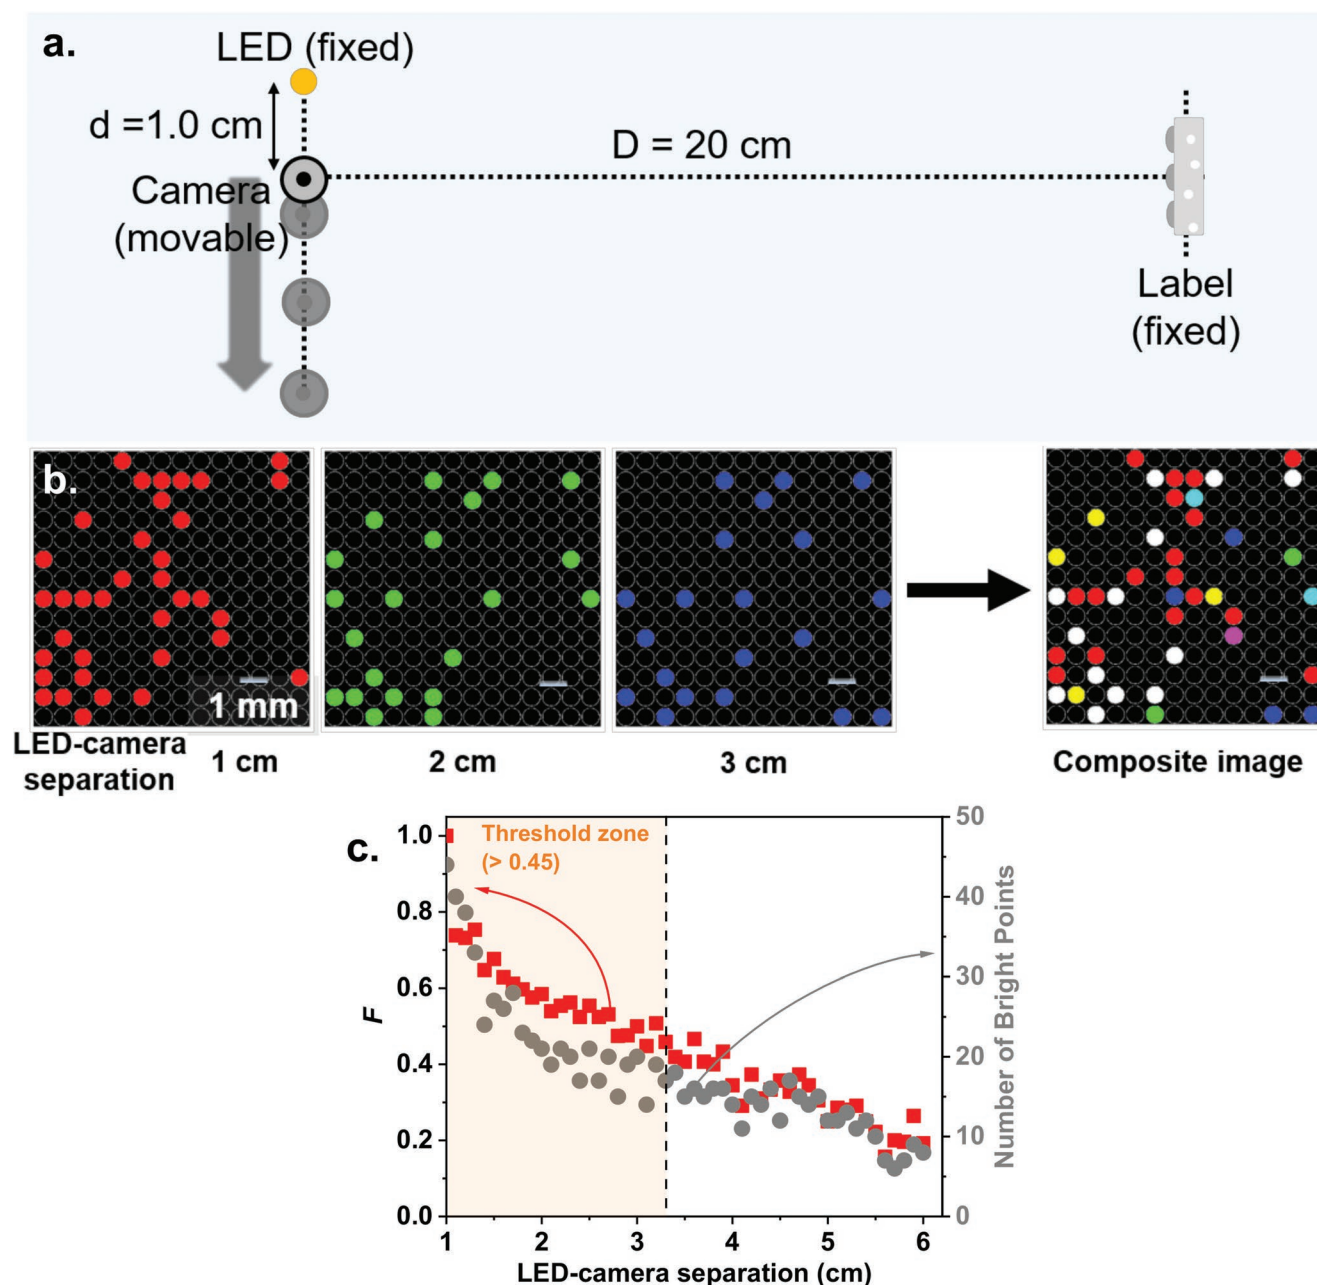 a.
LED (fixed)
d =1.0 cm
D = 20 cm
Camera
(movable)
Label
(fixed)
b.
1 mm
LED-camera
separation
1 cm
2 cm
3 cm
Composite image
c.
Threshold zone
(> 0.45)
F
1.0
0.8
0.6
0.4
0.2
0.0
50
40
30
20
10
0
Number of Bright Points
1
2
3
4
5
6
LED-camera separation (cm)